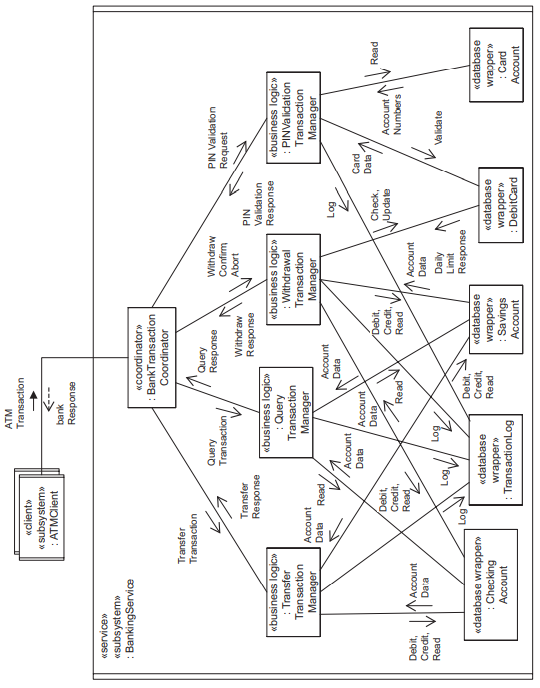 «service»
«subsystem»
: BankingService
«client»
«subsystem»
: ATMClient
ATM
Transaction
bank
Response
«coordinator»
: BankTransaction
Coordinator
Transfer
Transaction
Transfer
Response
Query
Transaction
Query
Response
Withdraw
Confirm
Abort
Withdraw
Response
PIN Validation
Request
PIN
Validation
Response
«business logic»
: Transfer
Transaction
Manager
«business logic»
: Query
Transaction
Manager
«business logic»
: Withdrawal
Transaction
Manager
«business logic»
: PINValidation
Transaction
Manager
Account
Data
Read
Account
Data
Account
Data
Read
Account
Data
Debit,
Credit,
Read
Debit,
Credit,
Read
Log
Check,
Update
Card
Data
Account
Numbers
Read
Validate
Account
Data
Daily
Limit
Response
Debit,
Credit,
Read
Account
Data
Debit,
Credit,
Read
Log
Log
Log
«database wrapper»
: Checking
Account
«database
wrapper»
: TransactionLog
«database
wrapper»
: Savings
Account
«database
wrapper»
: DebitCard
«database
wrapper»
: Card
Account